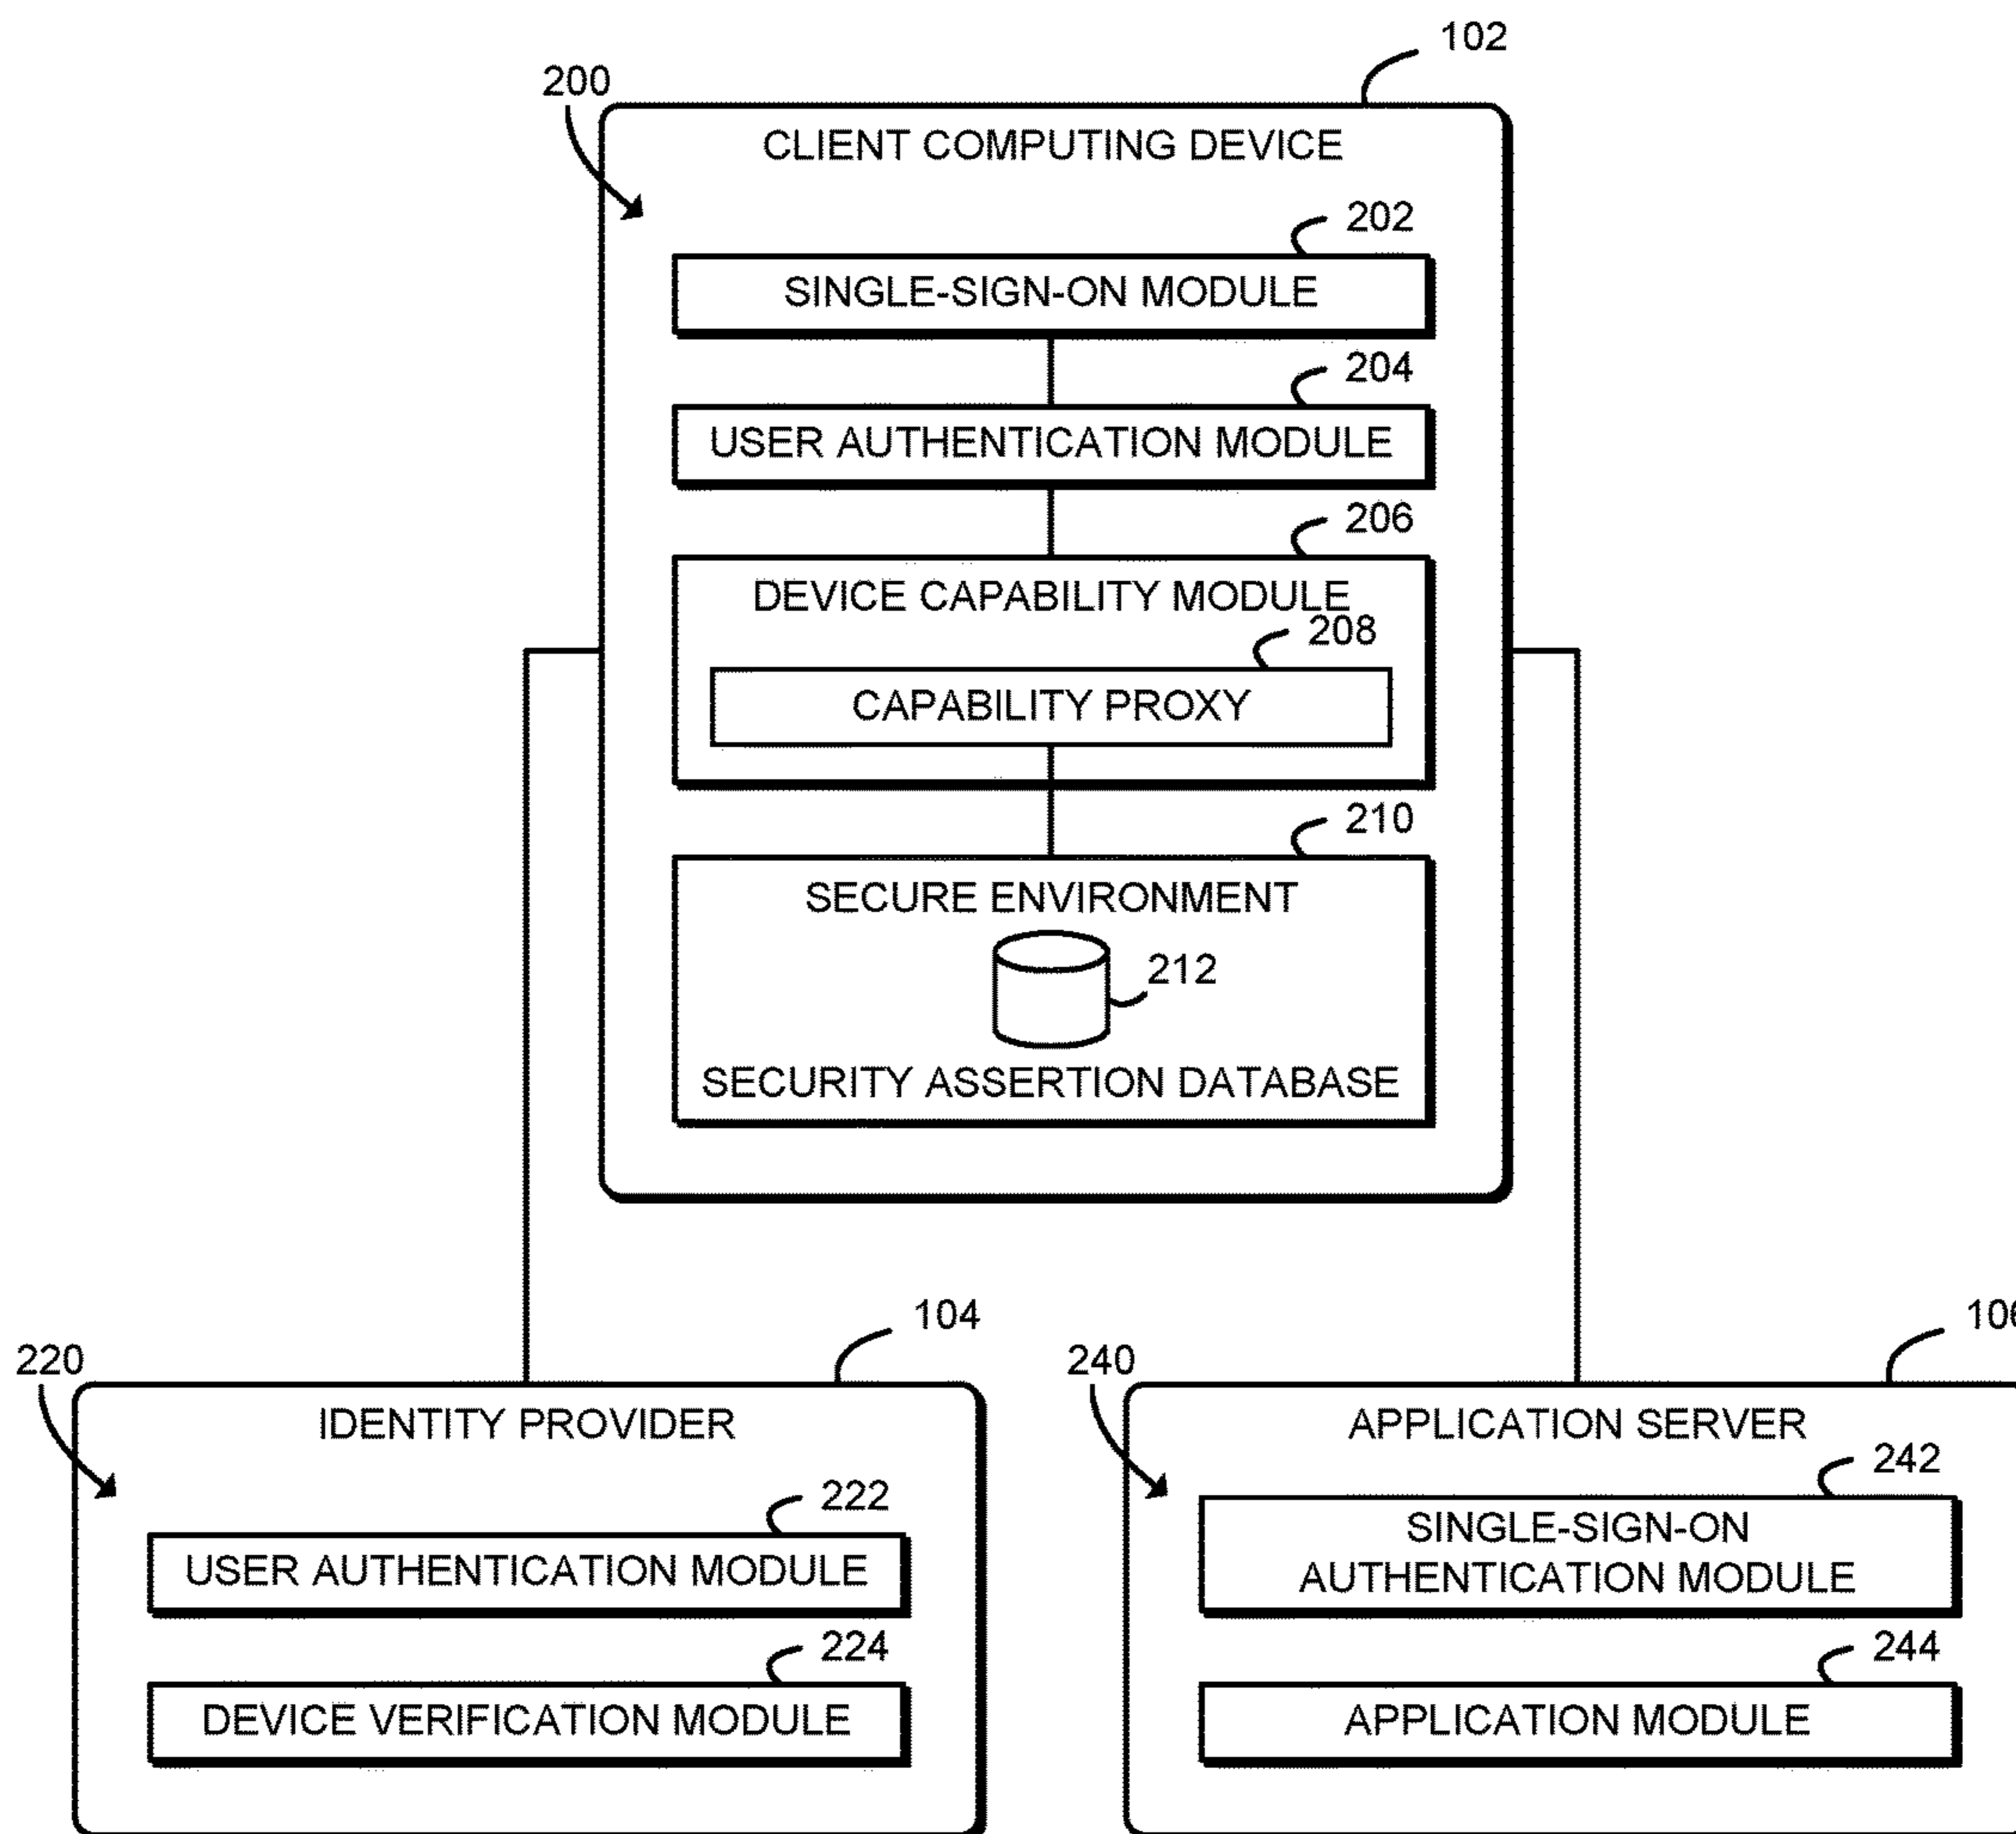 102
200
CLIENT COMPUTING DEVICE
202
SINGLE-SIGN-ON MODULE
204
USER AUTHENTICATION MODULE
206
DEVICE CAPABILITY MODULE
208
CAPABILITY PROXY
210
SECURE ENVIRONMENT
212
SECURITY ASSERTION DATABASE
104
220
IDENTITY PROVIDER
222
USER AUTHENTICATION MODULE
224
DEVICE VERIFICATION MODULE
106
240
APPLICATION SERVER
242
SINGLE-SIGN-ON
AUTHENTICATION MODULE
244
APPLICATION MODULE